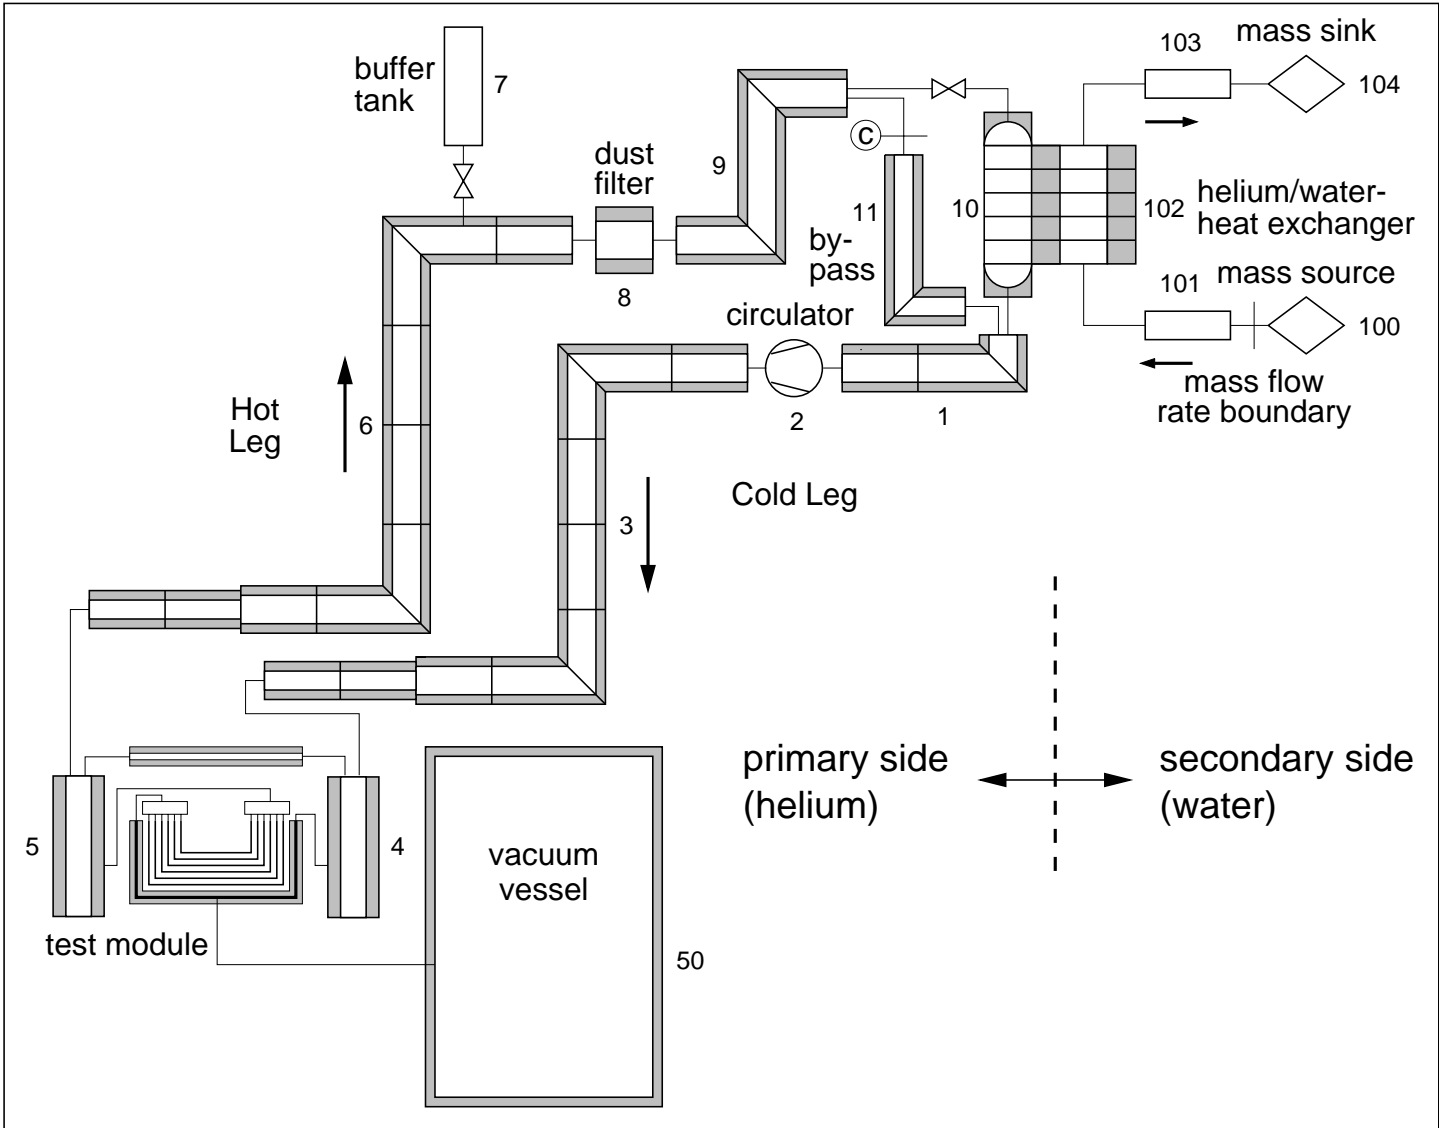 mass sink
103
104
buffer
tank
7
C
dust
filter
9
11
10
102
helium/water-
heat exchanger
by-
pass
mass source
101
8
circulator
100
mass flow
rate boundary
Hot
Leg
6
2
1
Cold Leg
3
primary side
(helium)
secondary side
(water)
5
4
vacuum
vessel
test module
50